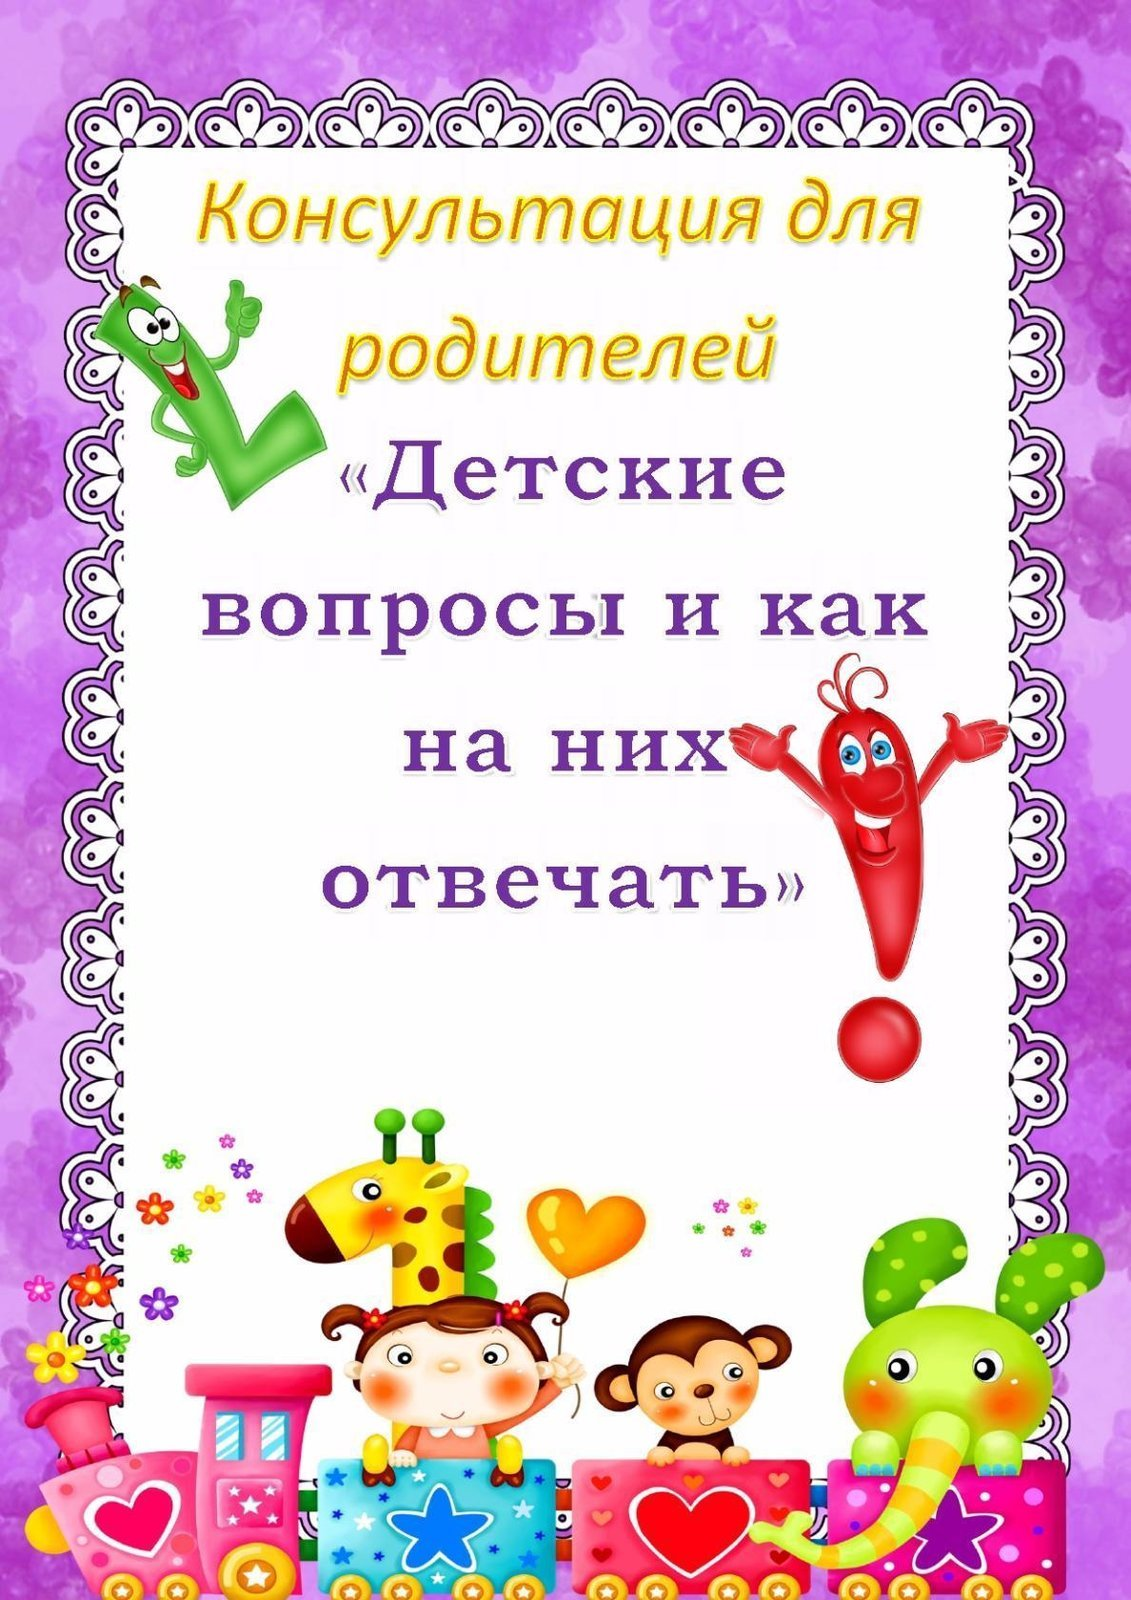 Консультация для
родителей
«Детские
вопросы и как
на них
отвечать»